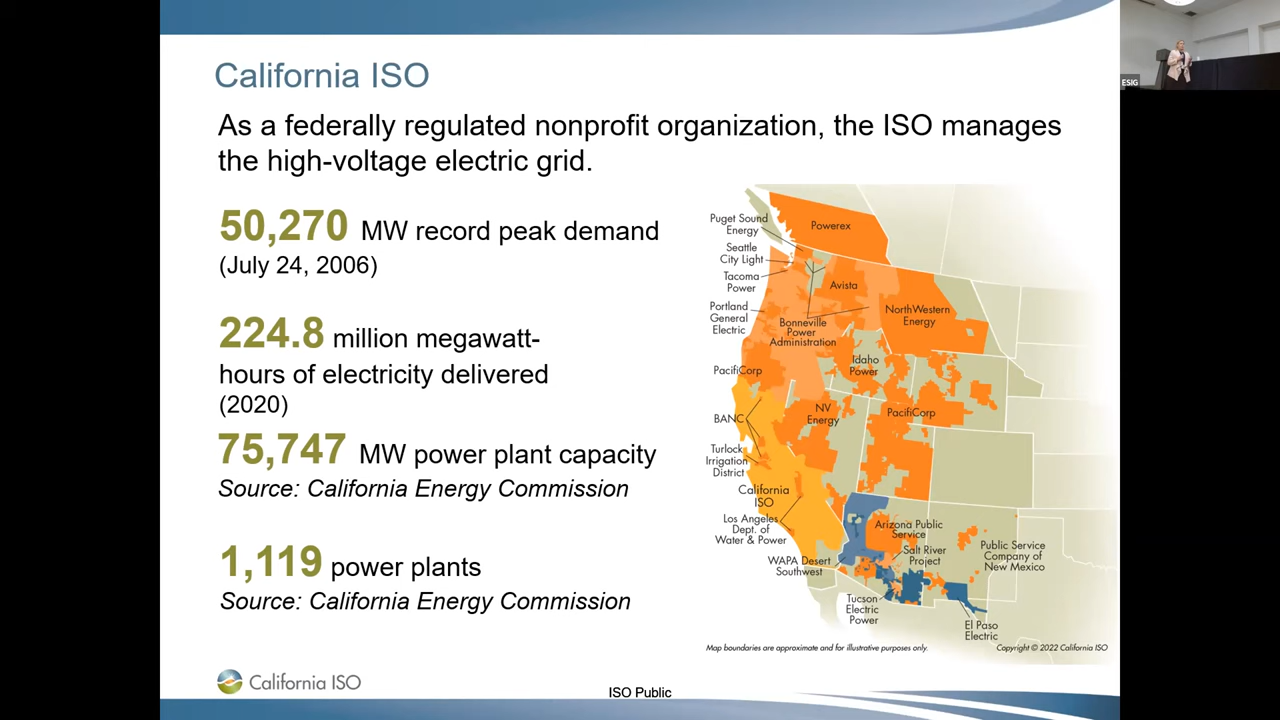 California ISO
As a federally regulated nonprofit organization, the ISO manages
the high-voltage electric grid.
50,270 MW record peak demand
(July 24, 2006)
224.8 million megawatt-
hours of electricity delivered
(2020)
75,747 MW power plant capacity
Source: California Energy Commission
1,119 power plants
Source: California Energy Commission
Puget Sound
Energy
Powerex
Seattle
City Light
Tacoma
Power
Avista
Portland
General
Electric
Bonneville
Power
Administration
NorthWestern
Energy
Idaho
Power
PacifiCorp
NV
Energy
PacifiCorp
BANC
Turlock
Irrigation
District
California
ISO
Los Angeles
Dept. of
Water & Power
Arizona Public
Service
WAPA Desert
Southwest
Salt River
Project
Public Service
Company of
New Mexico
Tucson
Electric
Power
El Paso
Electric
Map boundaries are approximate and for illustrative purposes only.
Copyright © 2022 California ISO
California ISO
ISO Public
ESIG